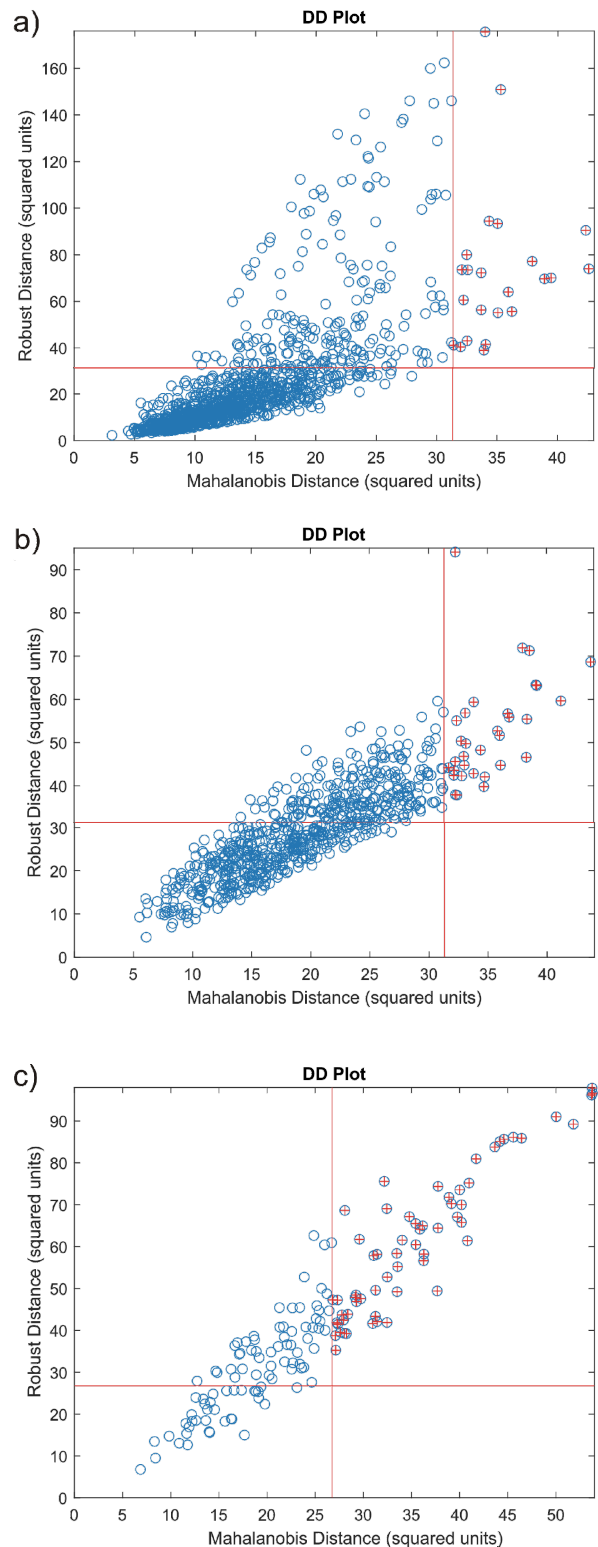 a)
DD Plot
160
140
120
100
80
60
40
20
0
Robust Distance (squared units)
0 5 10 15 20 25 30 35 40
Mahalanobis Distance (squared units)
b)
DD Plot
90
80
70
60
50
40
30
20
10
0
Robust Distance (squared units)
0 5 10 15 20 25 30 35 40
Mahalanobis Distance (squared units)
c)
DD Plot
90
80
70
60
50
40
30
20
10
0
Robust Distance (squared units)
0 5 10 15 20 25 30 35 40 45 50
Mahalanobis Distance (squared units)